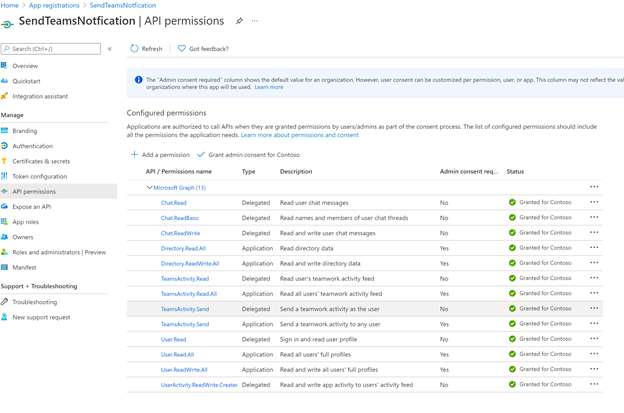 Home > App registrations > SendTeamsNotfication
SendTeamsNotfication | API permissions
Search (Ctrl+/)
Refresh
Got feedback?
Overview
Quickstart
Integration assistant
Manage
Branding
Authentication
Certificates & secrets
Token configuration
API permissions
Expose an API
App roles
Owners
Roles and administrators | Preview
Manifest
Support + Troubleshooting
Troubleshooting
New support request
The "Admin consent required" column shows the default value for an organization. However, user consent can be customized per permission, user, or app. This column may not reflect the val
organizations where this app will be used. Learn more
Configured permissions
Applications are authorized to call APIs when they are granted permissions by users/admins as part of the consent process. The list of configured permissions should include
all the permissions the application needs. Learn more about permissions and consent
Add a permission
Grant admin consent for Contoso
API / Permissions name Type Description Admin consent req... Status
Microsoft Graph (13)
Chat.Read Delegated Read user chat messages No Granted for Contoso
Chat.ReadBasic Delegated Read names and members of user chat threads No Granted for Contoso
Chat.ReadWrite Delegated Read and write user chat messages No Granted for Contoso
Directory.Read.All Application Read directory data Yes Granted for Contoso
Directory.ReadWrite.All Application Read and write directory data Yes Granted for Contoso
TeamsActivity.Read Delegated Read user's teamwork activity feed No Granted for Contoso
TeamsActivity.Read.All Application Read all users' teamwork activity feed Yes Granted for Contoso
TeamsActivity.Send Delegated Send a teamwork activity as the user No Granted for Contoso
TeamsActivity.Send Application Send a teamwork activity to any user Yes Granted for Contoso
User.Read Delegated Sign in and read user profile No Granted for Contoso
User.Read.All Application Read all users' full profiles Yes Granted for Contoso
User.ReadWrite.All Application Read and write all users' full profiles Yes Granted for Contoso
UserActivity.ReadWrite.Created Delegated Read and write app activity to users' activity feed No Granted for Contoso